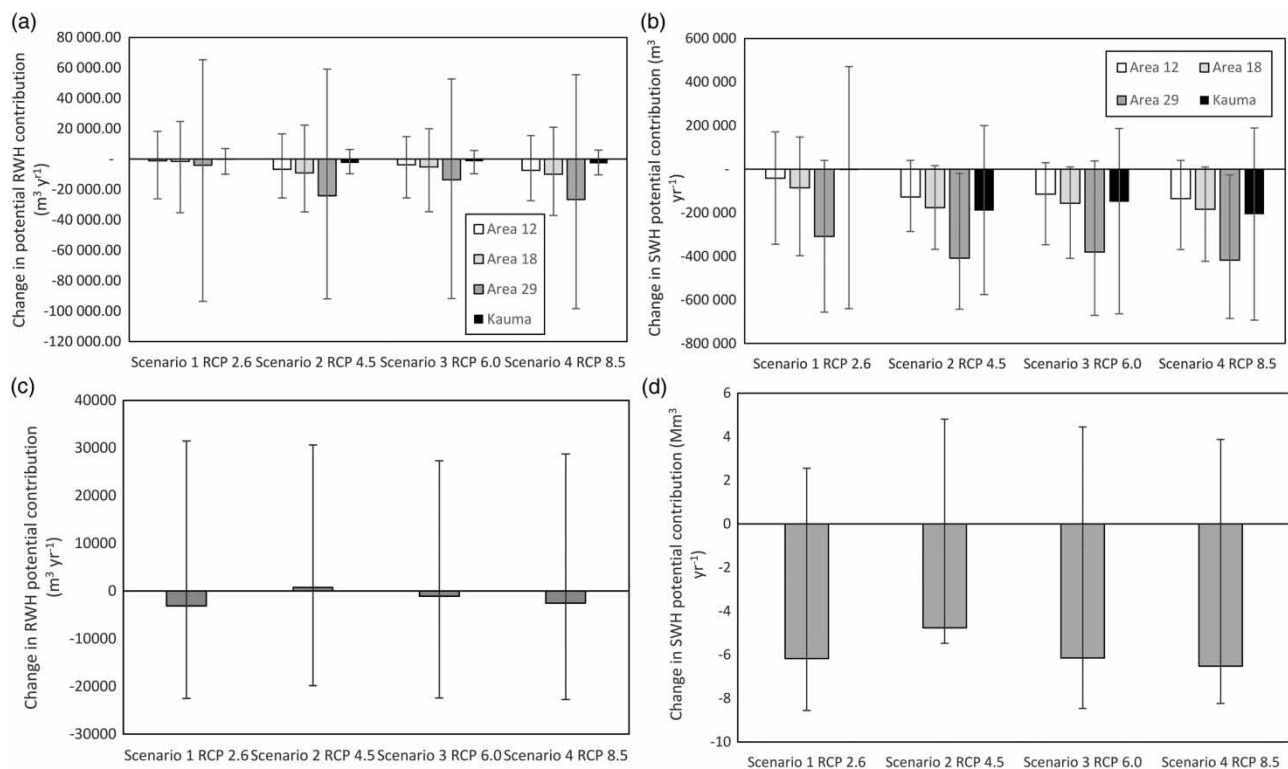 (a)
Change in potential RWH contribution
(m³ yr¹)
80 000.00
60 000.00
40 000.00
20 000.00
-
-20 000.00
-40 000.00
-60 000.00
-80 000.00
-100 000.00
-120 000.00
Area 12
Area 18
Area 29
Kauma
Scenario 1 RCP 2.6 Scenario 2 RCP 4.5 Scenario 3 RCP 6.0 Scenario 4 RCP 8.5
(b)
Change in SWH potential contribution (m³
yr⁻¹)
600 000
400 000
200 000
-
-200 000
-400 000
-600 000
-800 000
Area 12 Area 18
Area 29 Kauma
Scenario 1 RCP 2.6 Scenario 2 RCP 4.5 Scenario 3 RCP 6.0 Scenario 4 RCP 8.5
(c)
Change in RWH potential contribution
(m³ yr⁻¹)
40000
30000
20000
10000
0
-10000
-20000
-30000
Scenario 1 RCP 2.6 Scenario 2 RCP 4.5 Scenario 3 RCP 6.0 Scenario 4 RCP 8.5
(d)
Change in SWH potential contribution (Mm³
yr⁻¹)
6
4
2
0
-2
-4
-6
-8
-10
Scenario 1 RCP 2.6 Scenario 2 RCP 4.5 Scenario 3 RCP 6.0 Scenario 4 RCP 8.5